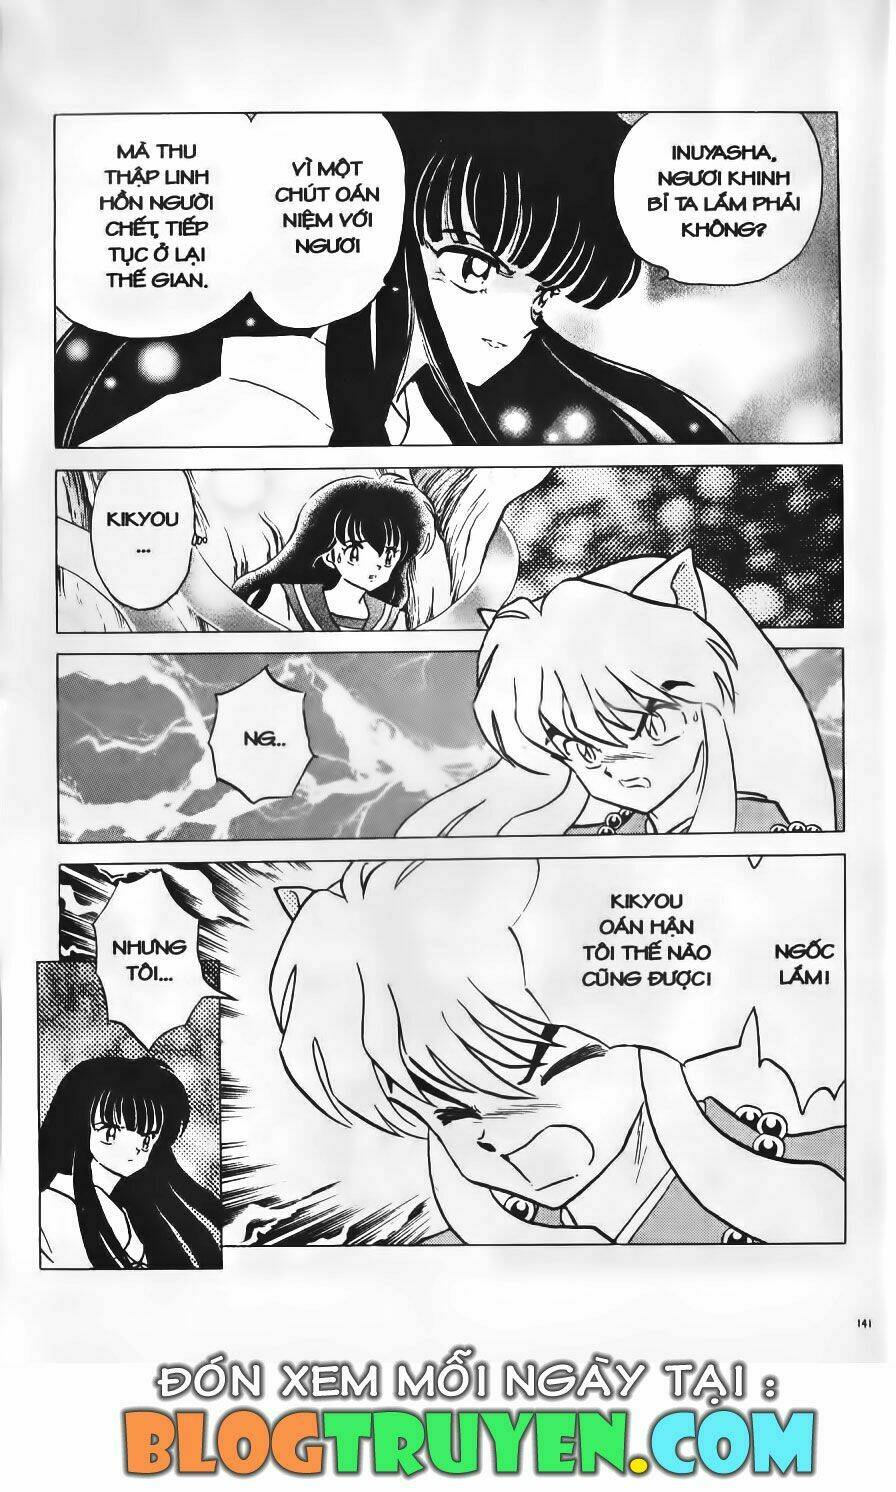 INUYASHA,
NGƯƠI KHINH
BỈ TA LẮM PHẢI
KHÔNG?
VÌ MỘT
CHÚT OÁN
NIỆM VỚI
NGƯƠI
MÀ THU
THẬP LINH
HỒN NGƯỜI
CHẾT, TIẾP
TỤC Ở LẠI
THẾ GIAN.
KIKYOU
...
NG...
NGỐC
LẮM!
KIKYOU
OÁN HẬN
TÔI THẾ NÀO
CŨNG ĐƯỢC!
NHƯNG
TÔI...
141
ĐÓN XEM MỖI NGÀY TẠI :
BLOGTRUYEN.COM